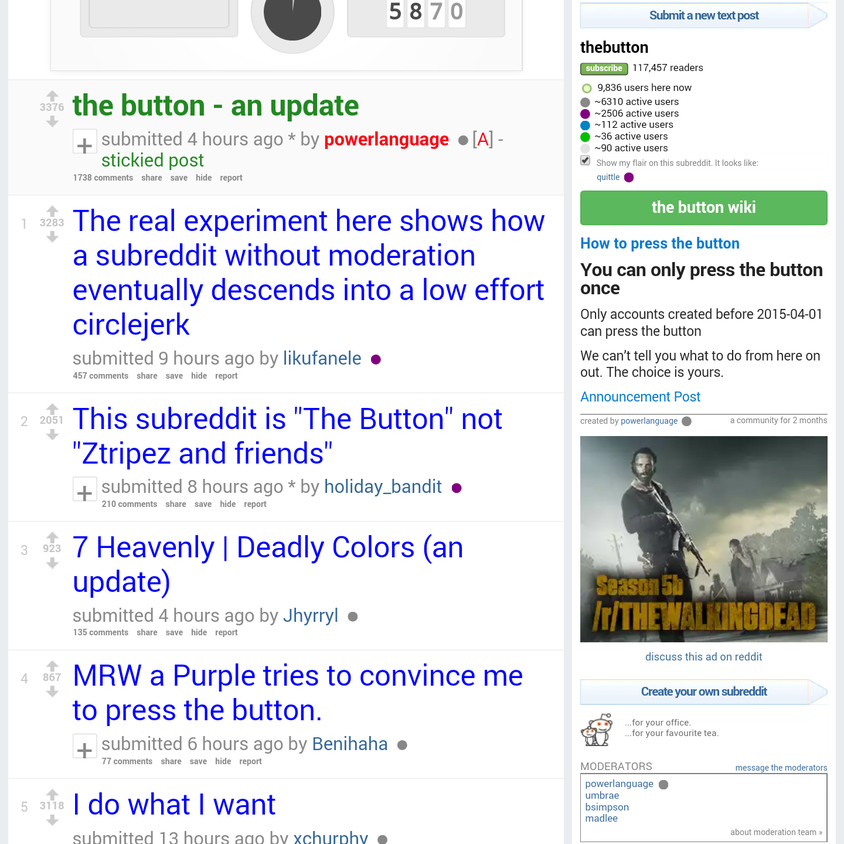 5870
3376
the button - an update
submitted 4 hours ago * by powerlanguage [A] -
stickied post
1738 comments share save hide report
1
3283
The real experiment here shows how
a subreddit without moderation
eventually descends into a low effort
circlejerk
submitted 9 hours ago by likufanele
457 comments share save hide report
2
2051
This subreddit is "The Button" not
"Ztripez and friends"
submitted 8 hours ago * by holiday_bandit
210 comments share save hide report
3
923
7 Heavenly | Deadly Colors (an
update)
submitted 4 hours ago by Jhyrryl
135 comments share save hide report
4
867
MRW a Purple tries to convince me
to press the button.
submitted 6 hours ago by Benihaha
77 comments share save hide report
5
3118
I do what I want
submitted 13 hours ago by xchurphy
Submit a new text post
thebutton
subscribe 117,457 readers
9,836 users here now
~6310 active users
~2506 active users
~112 active users
~36 active users
~90 active users
Show my flair on this subreddit. It looks like:
quittle
the button wiki
How to press the button
You can only press the button
once
Only accounts created before 2015-04-01
can press the button
We can't tell you what to do from here on
out. The choice is yours.
Announcement Post
created by powerlanguage a community for 2 months
Season 5b
/r/THEWALKINGDEAD
discuss this ad on reddit
Create your own subreddit
...for your office.
...for your favourite tea.
MODERATORS message the moderators
powerlanguage
umbrae
bsimpson
madlee
about moderation team »